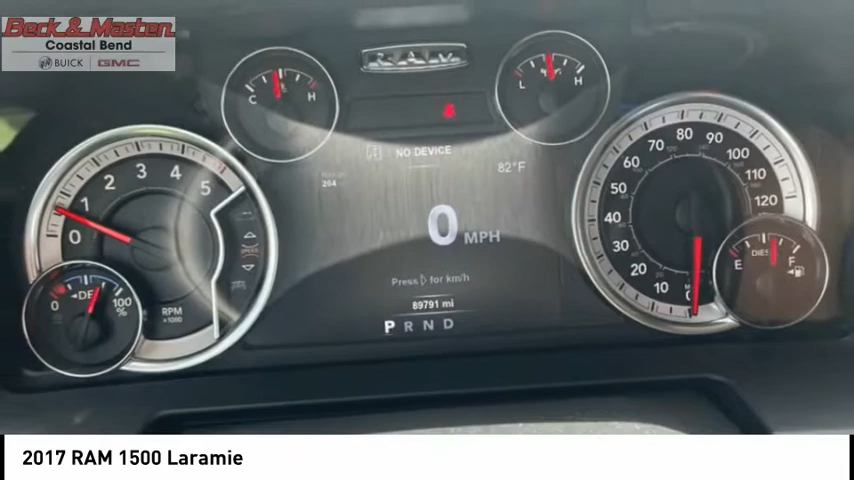 Beck & Masten
Coastal Bend
BUICK | GMC
RAM
C H
L H
NO DEVICE
204
82°F
0 MPH
Press ▷ for km/h
89791 mi
P R N D
0 1 2 3 4 5
RPM
×1000
0 DEF 100
%
0 10 20 30 40 50 60 70 80 90 100 110 120
E F
2017 RAM 1500 Laramie